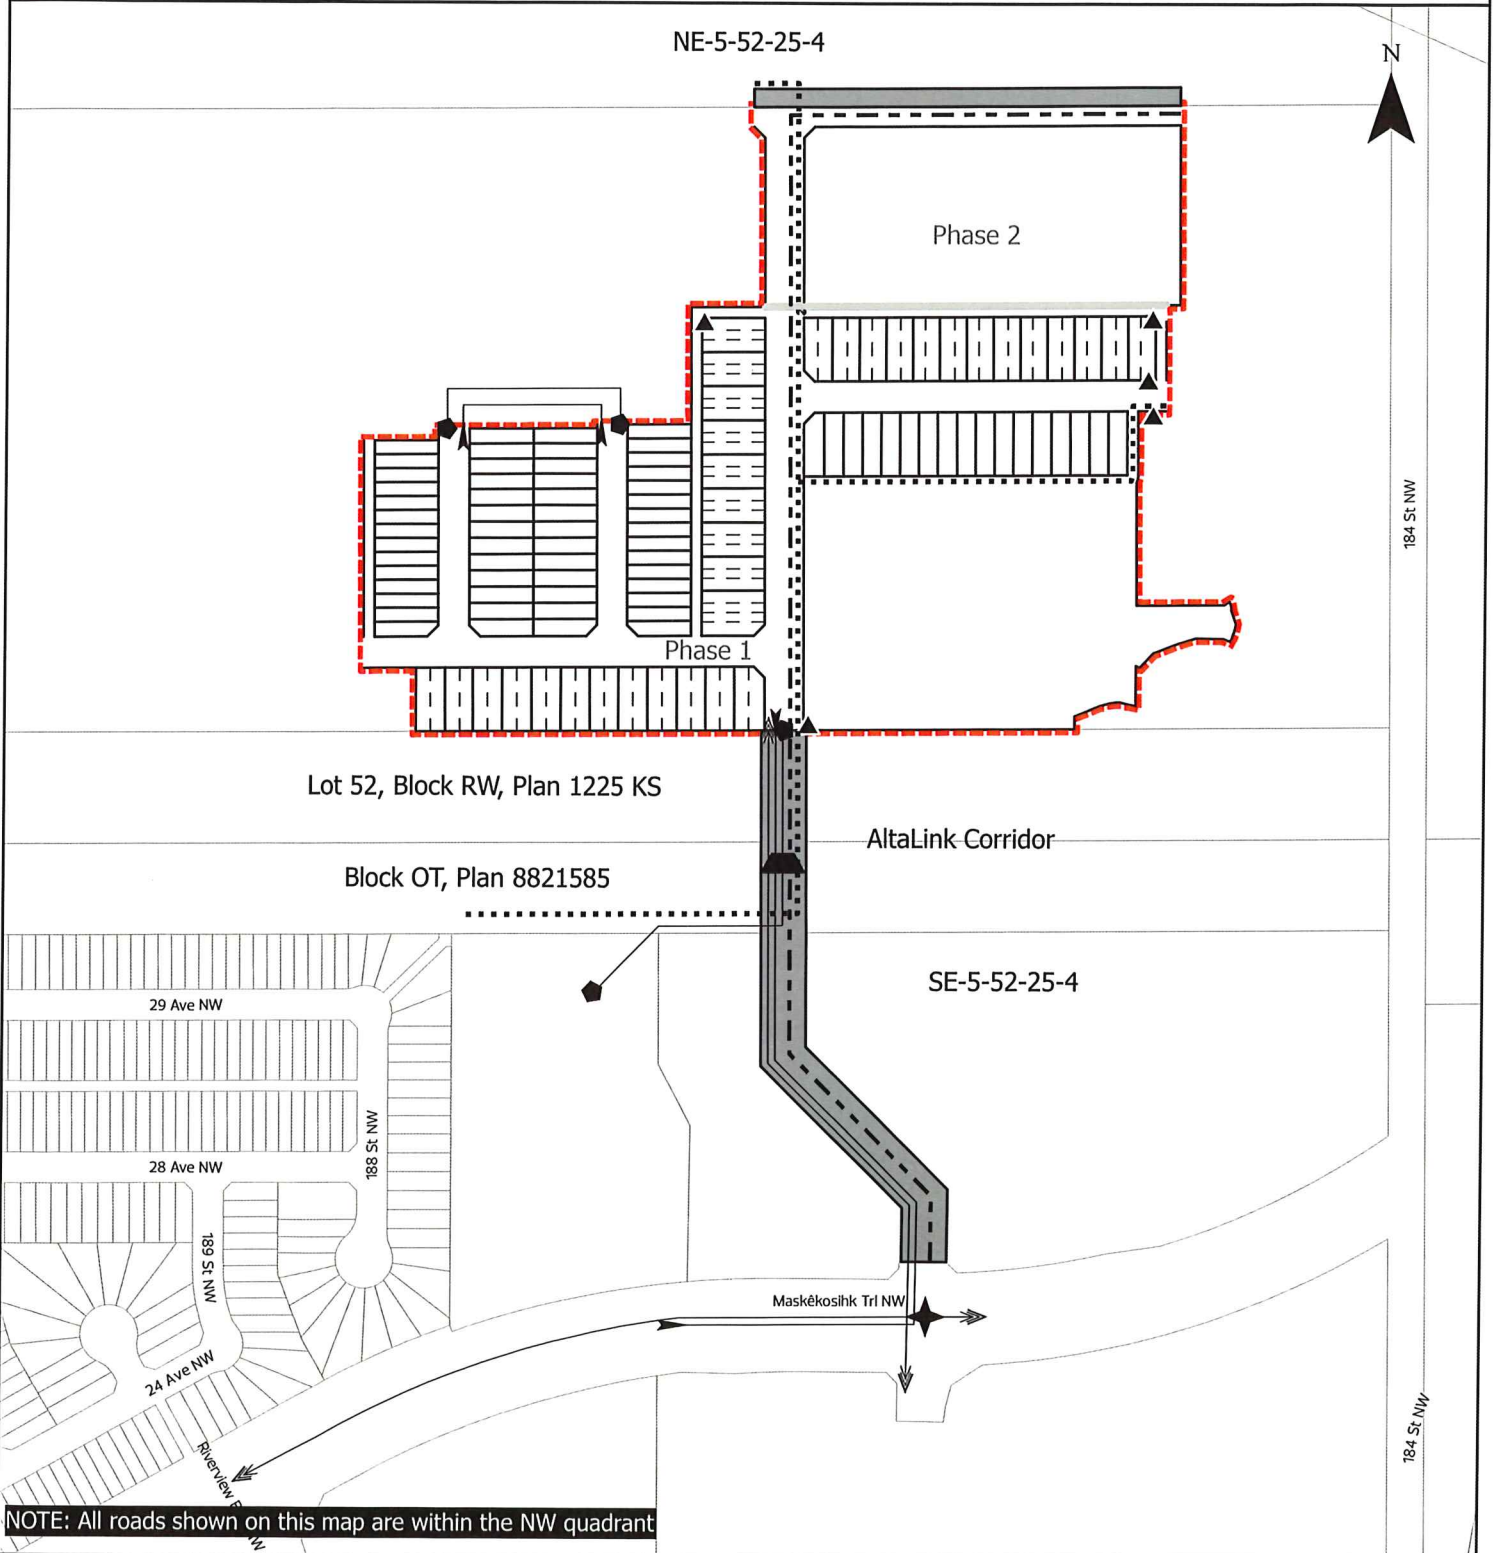 NE-5-52-25-4
N
Phase 2
184 St NW
Phase 1
Lot 52, Block RW, Plan 1225 KS
AltaLink Corridor
Block OT, Plan 8821585
SE-5-52-25-4
29 Ave NW
188 St NW
28 Ave NW
189 St NW
Maskêkosihk Trl NW
24 Ave NW
184 St NW
Riverview
NOTE: All roads shown on this map are within the NW quadrant